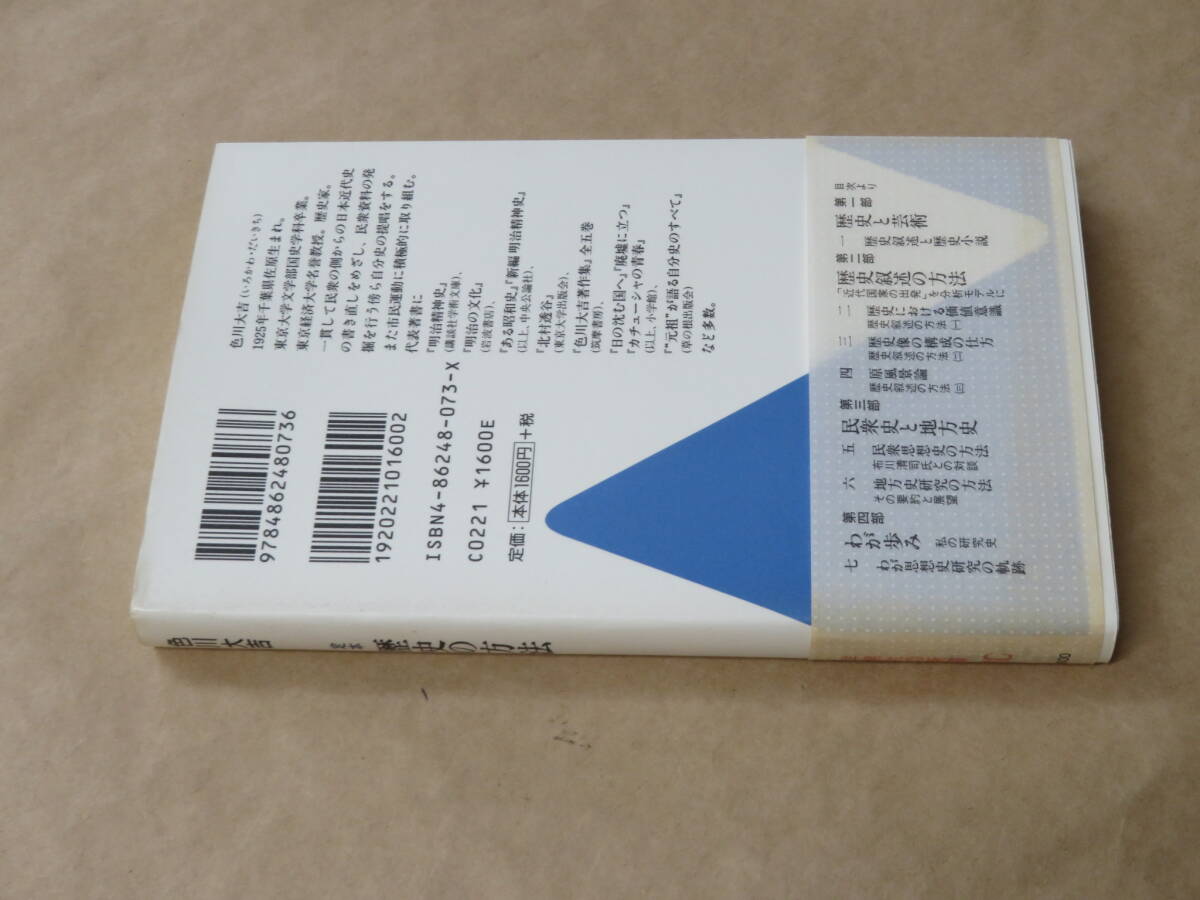 色川大吉(いろかわ・だいきち)
1925年千葉県佐原生まれ。
東京大学文学部国史学科卒業。
東京経済大学名誉教授。歴史家。
一貫して民衆の側からの日本近代史
の書き直しをめざし、民衆資料の発
掘を行う傍ら自分史の提唱をする。
また市民運動に積極的に取り組む。
代表著書に
『明治精神史』
(講談社学術文庫)、
『明治の文化』
(岩波書店)、
『ある昭和史』『新編 明治精神史』
(以上、中央公論社)、
『北村透谷』
(東京大学出版会)、
『色川大吉著作集』全五巻
(筑摩書房)、
『日の沈む国へ』『廃墟に立つ』
『カチューシャの青春』
(以上、小学館)、
『“元祖”が語る自分史のすべて』
(草の根出版会)
など多数。
9784862480736
1920221016002
ISBN4-86248-073-X
C0221 ¥1600E
定価:本体1600円+税
目次より
第一部
歴史と芸術
一 歴史叙述と歴史小説
第二部
歴史叙述の方法
『近代国家の出発』を分析モデルに
二 歴史における価値意識
歴史叙述の方法(一)
三 歴史像の構成の仕方
歴史叙述の方法(二)
四 原風景論
歴史叙述の方法(三)
第三部
民衆史と地方史
五 民衆思想史の方法
布川清司氏との対談
六 地方史研究の方法
その要約と展望
第四部
わが歩み 私の研究史
七 わが思想史研究の軌跡
色川大吉
定本 歴史の方法